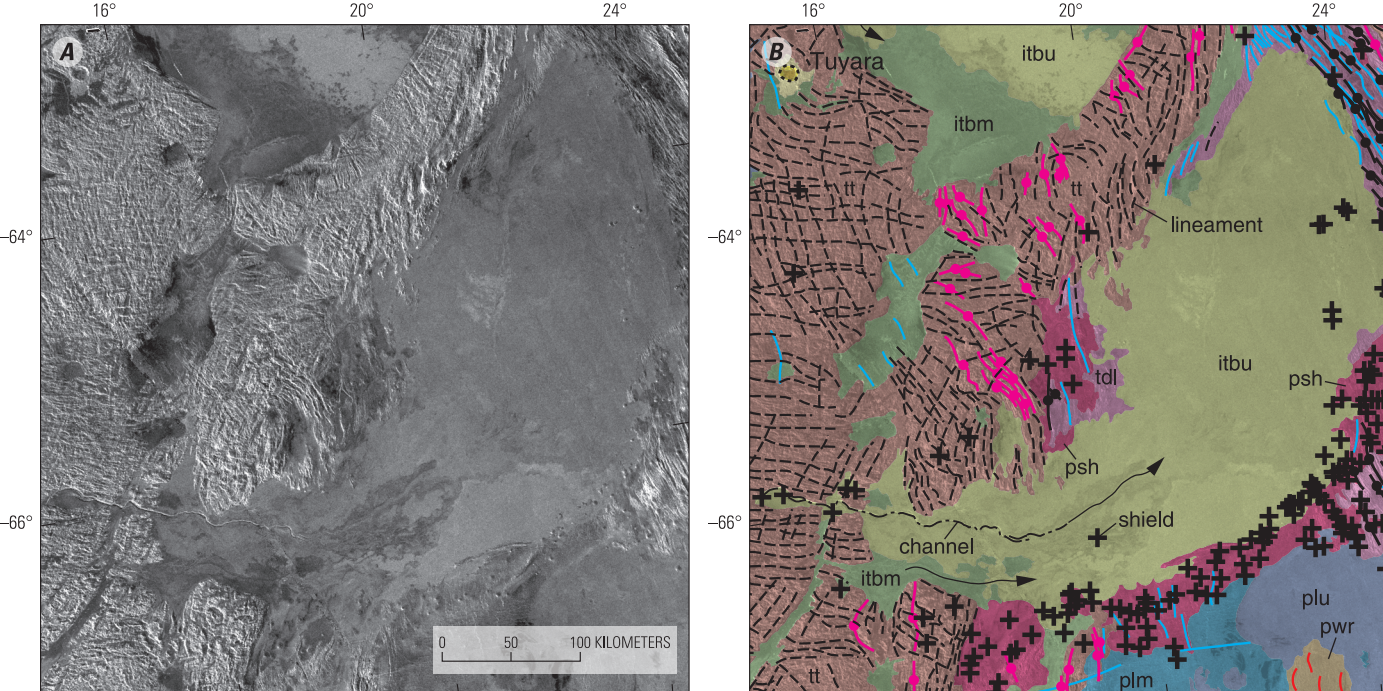 16° 20° 24° 16° 20° 24°
A B
Tuyara
itbu
itbm
tt tt
–64° –64°
lineament
itbu
tdl
psh
psh
–66° –66°
shield
channel
itbm
plu
pwr
0 50 100 KILOMETERS
tt
plm